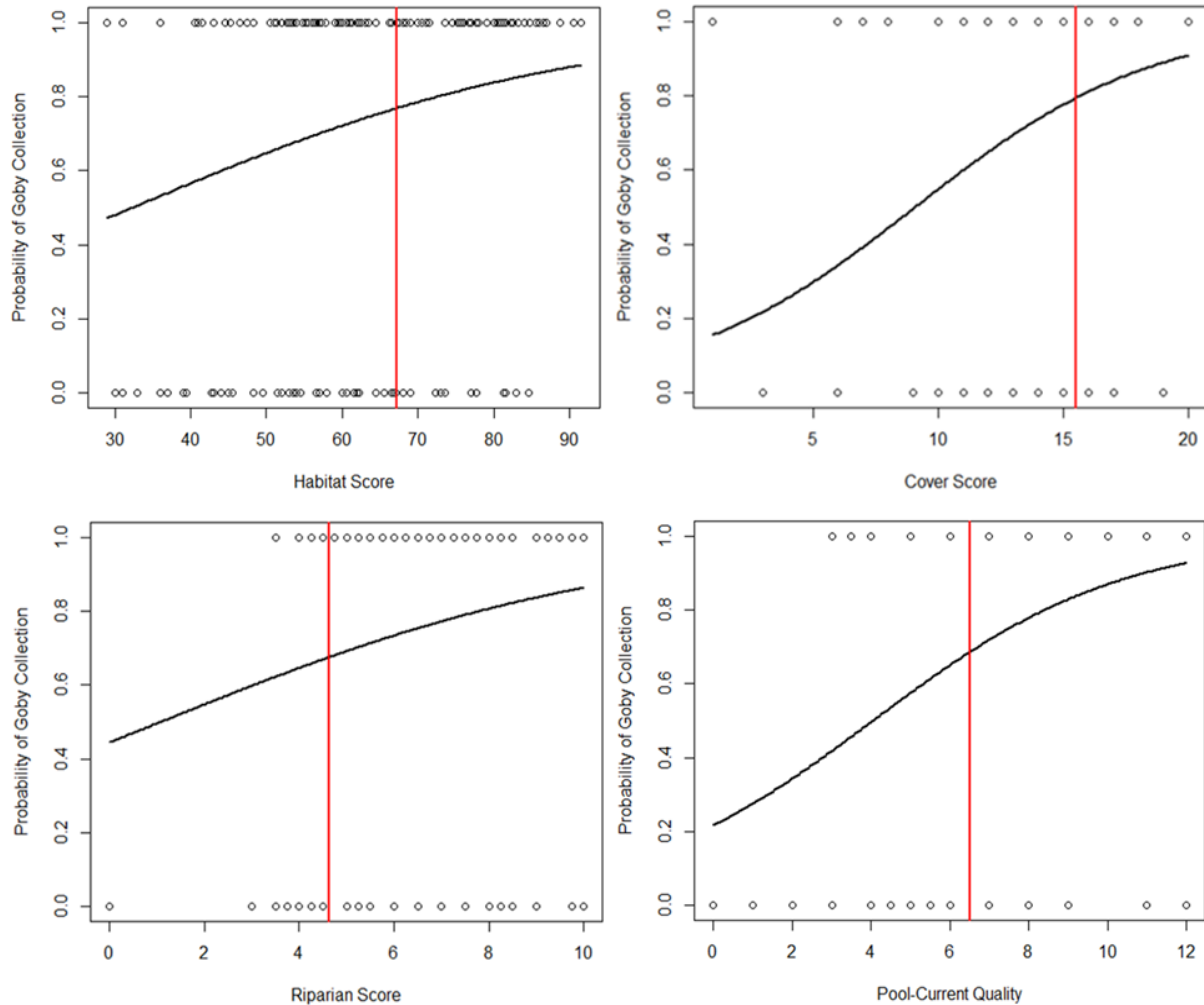 Probability of Goby Collection
1.0
0.8
0.6
0.4
0.2
0.0
30 40 50 60 70 80 90
Habitat Score
Probability of Goby Collection
1.0
0.8
0.6
0.4
0.2
0.0
5 10 15 20
Cover Score
Probability of Goby Collection
1.0
0.8
0.6
0.4
0.2
0.0
0 2 4 6 8 10
Riparian Score
Probability of Goby Collection
1.0
0.8
0.6
0.4
0.2
0.0
0 2 4 6 8 10 12
Pool-Current Quality